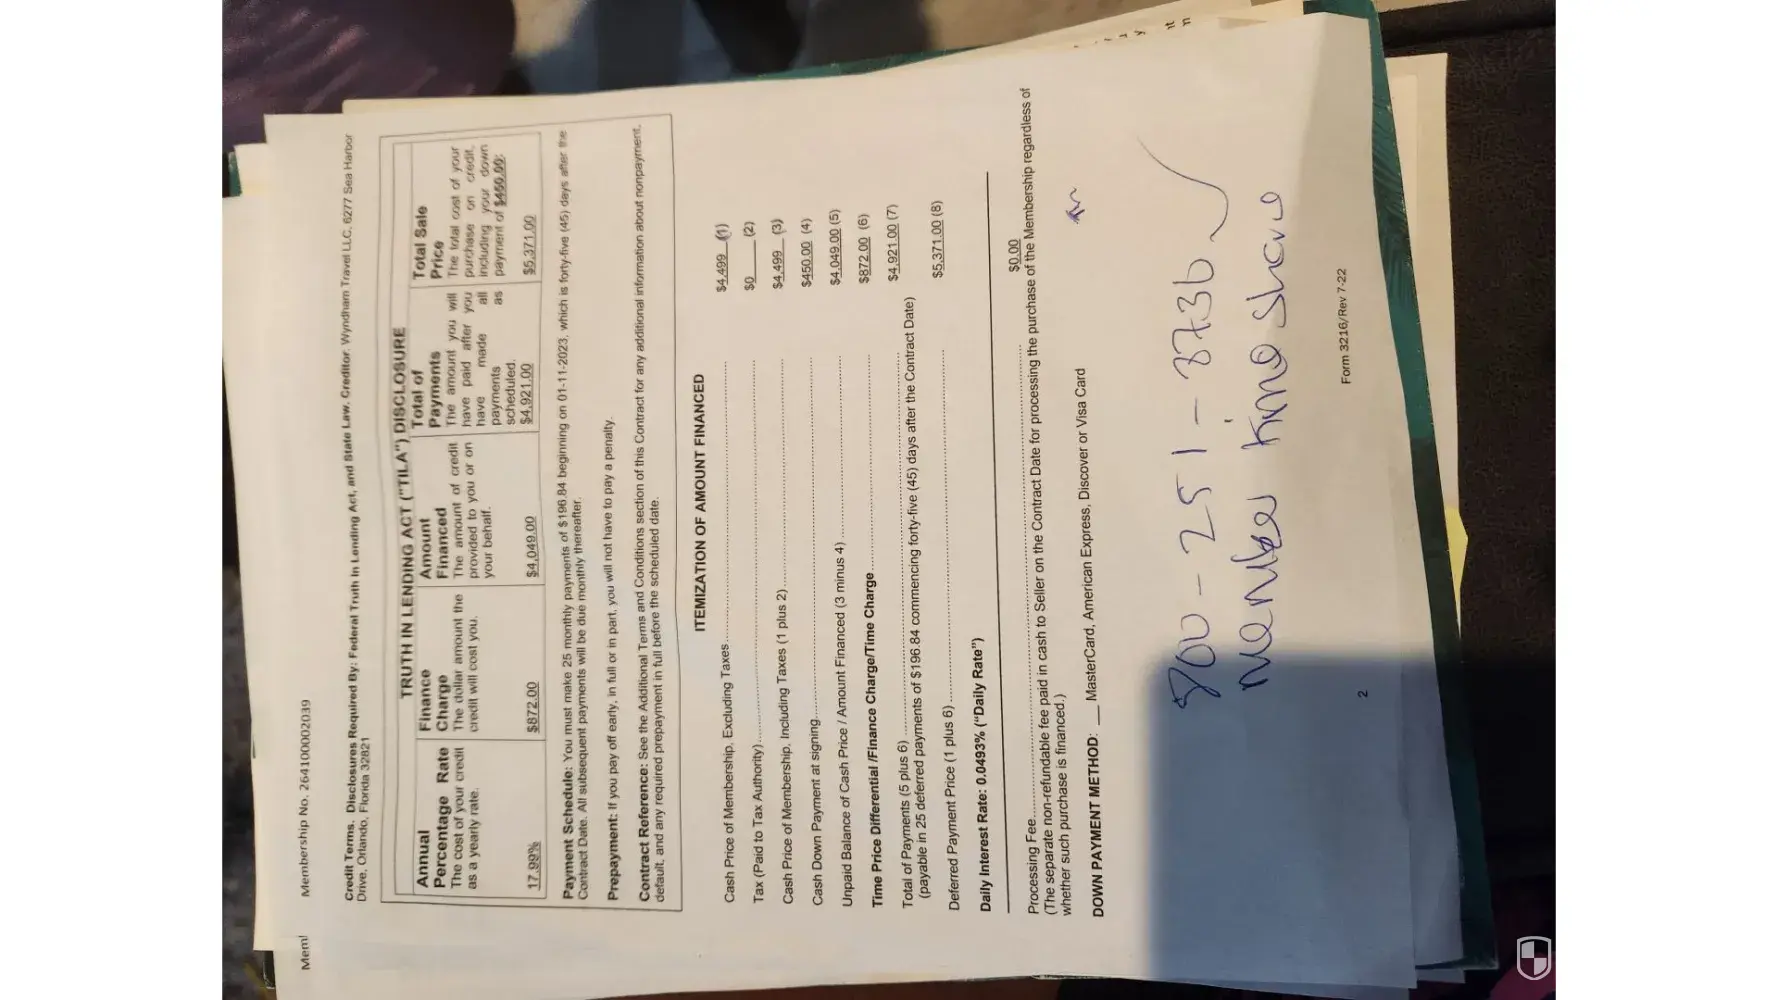 Meml
Membership No. 264100002039
Credit Terms. Disclosures Required By: Federal Truth In Lending Act, and State Law. Creditor: Wyndham Travel LLC, 6277 Sea Harbor
Drive, Orlando, Florida 32821
TRUTH IN LENDING ACT ("TILA") DISCLOSURE
Annual
Percentage Rate
The cost of your credit
as a yearly rate.
17.99%
Finance
Charge
The dollar amount the
credit will cost you.
$872.00
Amount
Financed
The amount of credit
provided to you or on
your behalf.
$4,049.00
Total of
Payments
The amount you will
have paid after you
have made all
payments as
scheduled.
$4,921.00
Total Sale
Price
The total cost of your
purchase on credit,
including your down
payment of $450.00:
$5,371.00
Payment Schedule: You must make 25 monthly payments of $196.84 beginning on 01-11-2023, which is forty-five (45) days after the
Contract Date. All subsequent payments will be due monthly thereafter.
Prepayment: If you pay off early, in full or in part, you will not have to pay a penalty.
Contract Reference: See the Additional Terms and Conditions section of this Contract for any additional information about nonpayment,
default, and any required prepayment in full before the scheduled date.
ITEMIZATION OF AMOUNT FINANCED
Cash Price of Membership, Excluding Taxes $4,499 (1)
Tax (Paid to Tax Authority) $0 (2)
Cash Price of Membership, Including Taxes (1 plus 2) $4,499 (3)
Cash Down Payment at signing $450.00 (4)
Unpaid Balance of Cash Price / Amount Financed (3 minus 4) $4,049.00 (5)
Time Price Differential /Finance Charge/Time Charge $872.00 (6)
Total of Payments (5 plus 6) $4,921.00 (7)
(payable in 25 deferred payments of $196.84 commencing forty-five (45) days after the Contract Date)
Deferred Payment Price (1 plus 6) $5,371.00 (8)
Daily Interest Rate: 0.0493% ("Daily Rate")
Processing Fee $0.00
(The separate non-refundable fee paid in cash to Seller on the Contract Date for processing the purchase of the Membership regardless of
whether such purchase is financed.)
DOWN PAYMENT METHOD: ___ MasterCard, American Express, Discover or Visa Card
800-251-8736
member timeshare
2
Form 3216/Rev 7-22